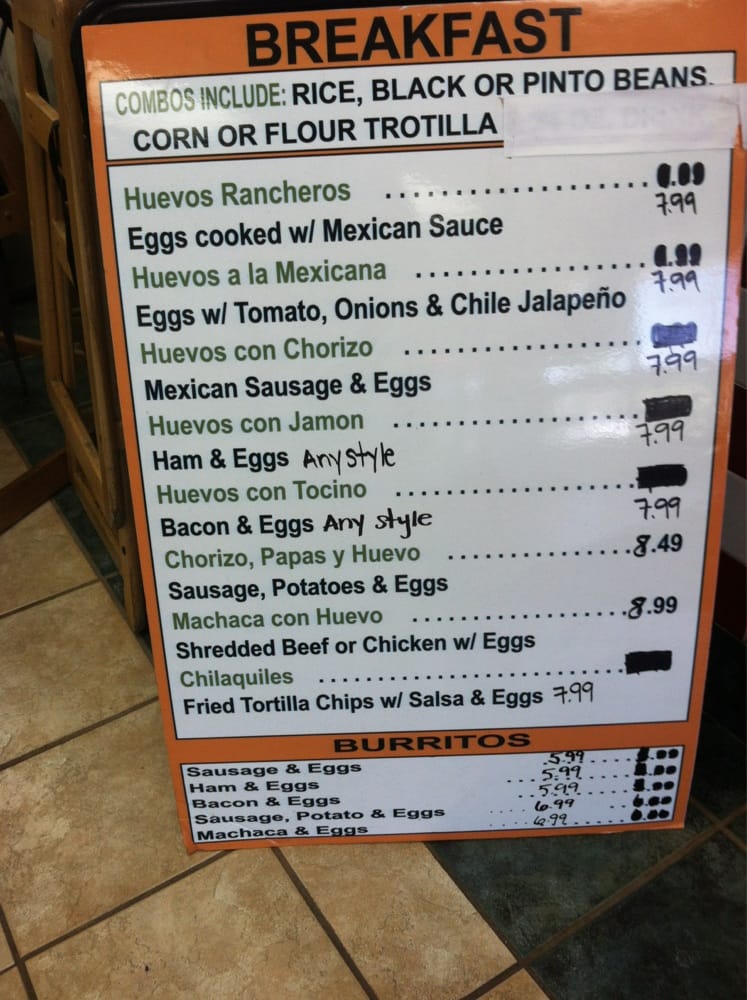 BREAKFAST
COMBOS INCLUDE: RICE, BLACK OR PINTO BEANS,
CORN OR FLOUR TROTILLA
Huevos Rancheros ....................
7.99
Eggs cooked w/ Mexican Sauce
Huevos a la Mexicana ..................
7.99
Eggs w/ Tomato, Onions & Chile Jalapeño
Huevos con Chorizo ...................
7.99
Mexican Sausage & Eggs
Huevos con Jamon ....................
7.99
Ham & Eggs Any style
Huevos con Tocino ....................
7.99
Bacon & Eggs Any style
Chorizo, Papas y Huevo ...............8.49
Sausage, Potatoes & Eggs
Machaca con Huevo ..................8.99
Shredded Beef or Chicken w/ Eggs
Chilaquiles ..........................
Fried Tortilla Chips w/ Salsa & Eggs 7.99
BURRITOS
Sausage & Eggs 5.99
Ham & Eggs 5.99
Bacon & Eggs 5.99
Sausage, Potato & Eggs 6.99
Machaca & Eggs 6.99